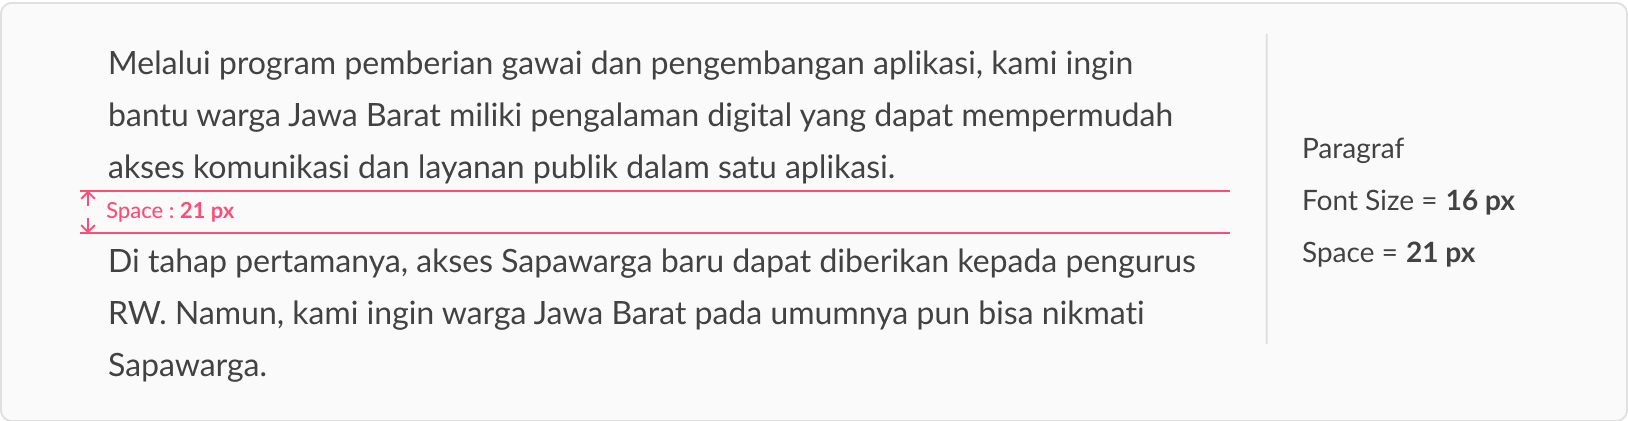 Melalui program pemberian gawai dan pengembangan aplikasi, kami ingin
bantu warga Jawa Barat miliki pengalaman digital yang dapat mempermudah
akses komunikasi dan layanan publik dalam satu aplikasi.
Space : 21 px
Di tahap pertamanya, akses Sapawarga baru dapat diberikan kepada pengurus
RW. Namun, kami ingin warga Jawa Barat pada umumnya pun bisa nikmati
Sapawarga.
Paragraf
Font Size = 16 px
Space = 21 px